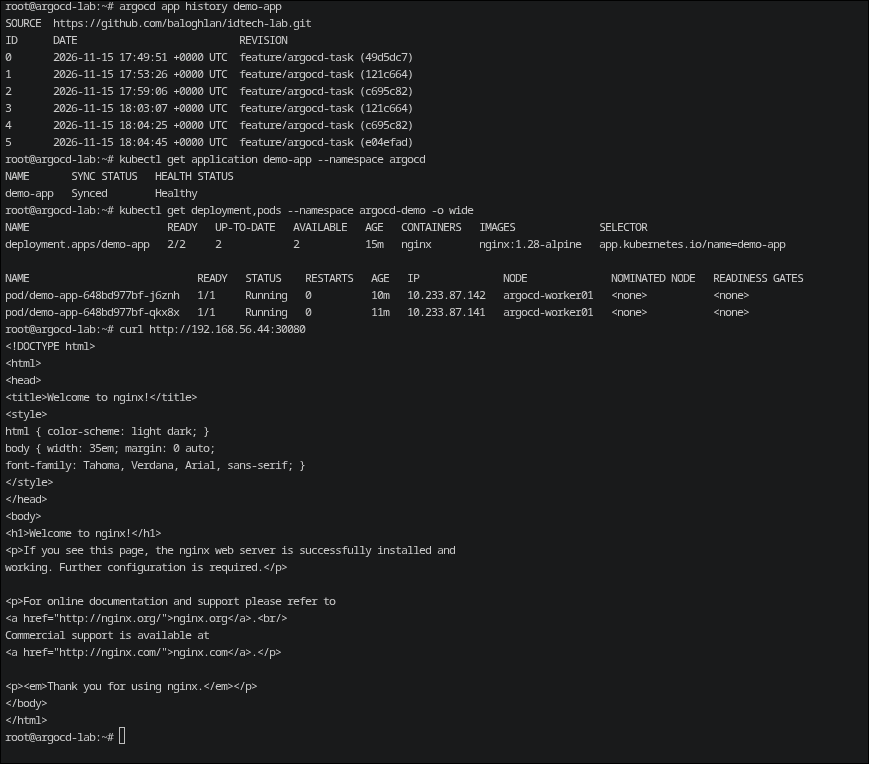 root@argocd-lab:~# argocd app history demo-app
SOURCE  https://github.com/baloghlan/idtech-lab.git
ID      DATE                           REVISION
0       2026-11-15 17:49:51 +0000 UTC  feature/argocd-task (49d5dc7)
1       2026-11-15 17:53:26 +0000 UTC  feature/argocd-task (121c664)
2       2026-11-15 17:59:06 +0000 UTC  feature/argocd-task (c695c82)
3       2026-11-15 18:03:07 +0000 UTC  feature/argocd-task (121c664)
4       2026-11-15 18:04:25 +0000 UTC  feature/argocd-task (c695c82)
5       2026-11-15 18:04:45 +0000 UTC  feature/argocd-task (e04efad)
root@argocd-lab:~# kubectl get application demo-app --namespace argocd
NAME       SYNC STATUS   HEALTH STATUS
demo-app   Synced        Healthy
root@argocd-lab:~# kubectl get deployment,pods --namespace argocd-demo -o wide
NAME                       READY   UP-TO-DATE   AVAILABLE   AGE   CONTAINERS   IMAGES              SELECTOR
deployment.apps/demo-app   2/2     2            2           15m   nginx        nginx:1.28-alpine   app.kubernetes.io/name=demo-app

NAME                            READY   STATUS    RESTARTS   AGE   IP              NODE              NOMINATED NODE   READINESS GATES
pod/demo-app-648bd977bf-j6znh   1/1     Running   0          10m   10.233.87.142   argocd-worker01   <none>           <none>
pod/demo-app-648bd977bf-qkx8x   1/1     Running   0          11m   10.233.87.141   argocd-worker01   <none>           <none>
root@argocd-lab:~# curl http://192.168.56.44:30080
<!DOCTYPE html>
<html>
<head>
<title>Welcome to nginx!</title>
<style>
html { color-scheme: light dark; }
body { width: 35em; margin: 0 auto;
font-family: Tahoma, Verdana, Arial, sans-serif; }
</style>
</head>
<body>
<h1>Welcome to nginx!</h1>
<p>If you see this page, the nginx web server is successfully installed and
working. Further configuration is required.</p>

<p>For online documentation and support please refer to
<a href="http://nginx.org/">nginx.org</a>.<br/>
Commercial support is available at
<a href="http://nginx.com/">nginx.com</a>.</p>

<p><em>Thank you for using nginx.</em></p>
</body>
</html>
root@argocd-lab:~#